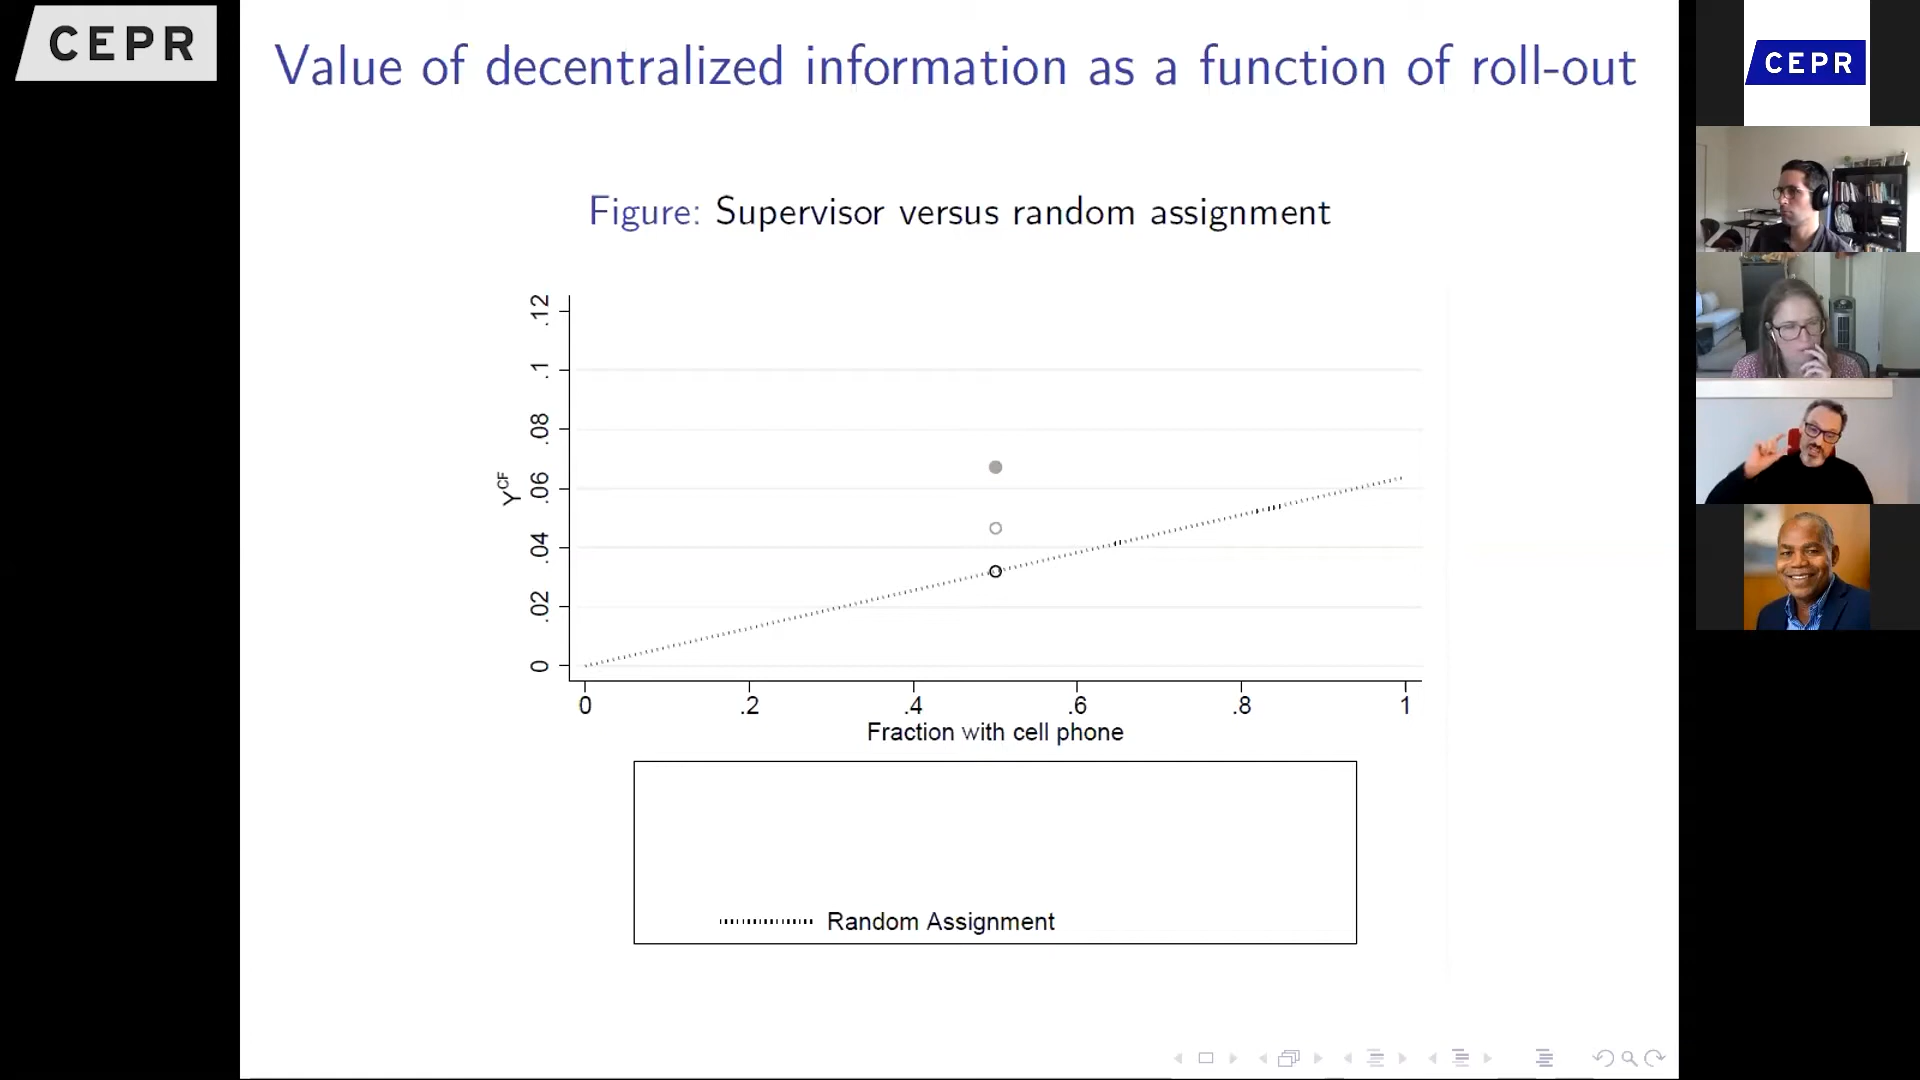 CEPR
Value of decentralized information as a function of roll-out
CEPR
Figure: Supervisor versus random assignment
.12
.1
.08
.06
.04
.02
0
Y^CF
0 .2 .4 .6 .8 1
Fraction with cell phone
Random Assignment